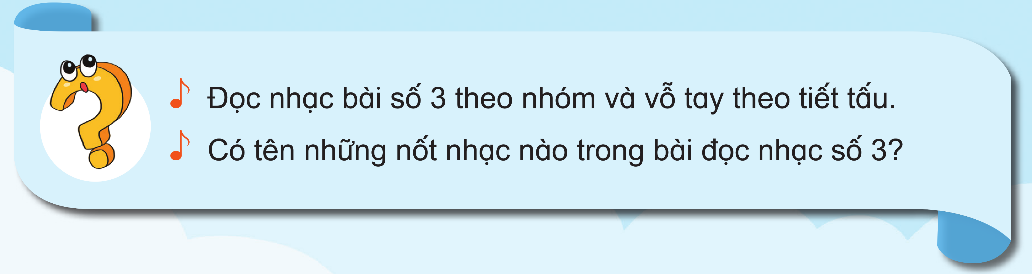 Đọc nhạc bài số 3 theo nhóm và vỗ tay theo tiết tấu.
Có tên những nốt nhạc nào trong bài đọc nhạc số 3?